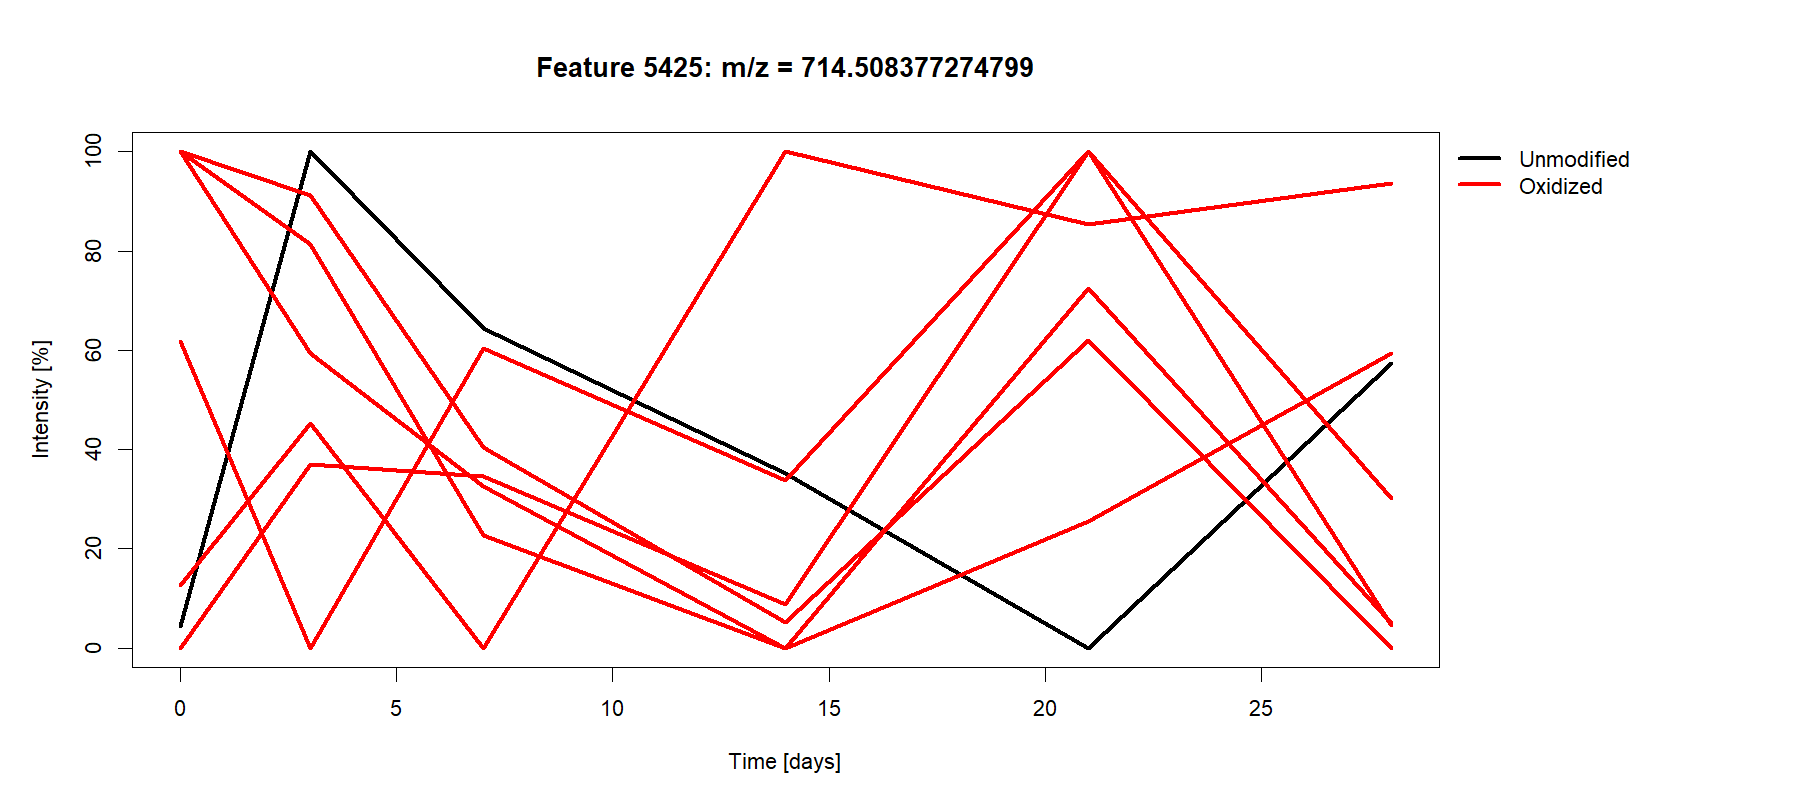 Feature 5425: m/z = 714.508377274799
Unmodified
Oxidized
Intensity [%]
100
80
60
40
20
0
0 5 10 15 20 25
Time [days]